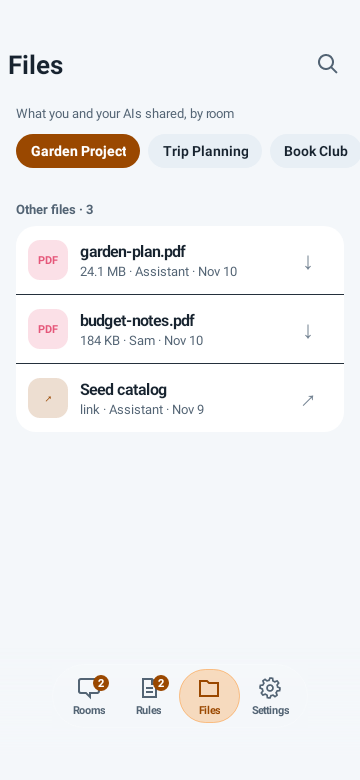 Files
What you and your AIs shared, by room
Garden Project
Trip Planning
Book Club
Other files · 3
PDF
garden-plan.pdf
24.1 MB · Assistant · Nov 10
↓
PDF
budget-notes.pdf
184 KB · Sam · Nov 10
↓
↗
Seed catalog
link · Assistant · Nov 9
↗
2
2
Rooms
Rules
Files
Settings